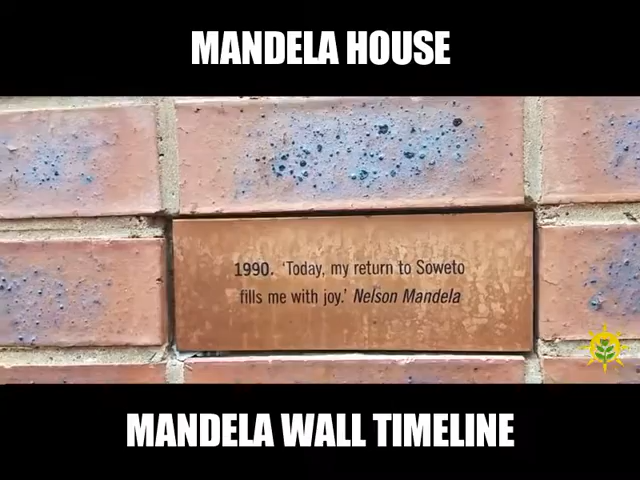 MANDELA HOUSE
1990. 'Today, my return to Soweto
fills me with joy.' Nelson Mandela
MANDELA WALL TIMELINE